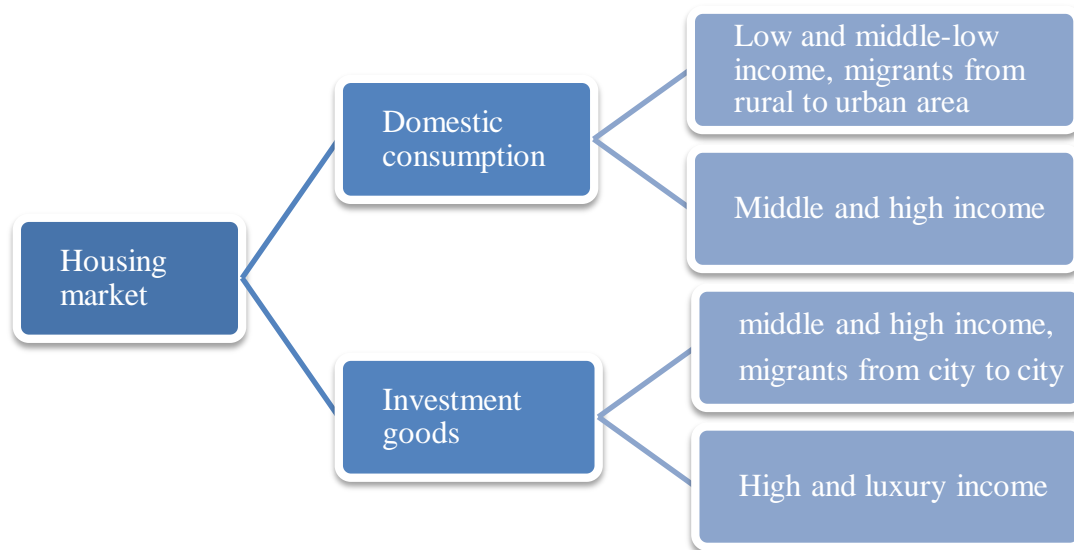 Housing
market
Domestic
consumption
Low and middle-low
income, migrants from
rural to urban area
Middle and high income
Investment
goods
middle and high income,
migrants from city to city
High and luxury income